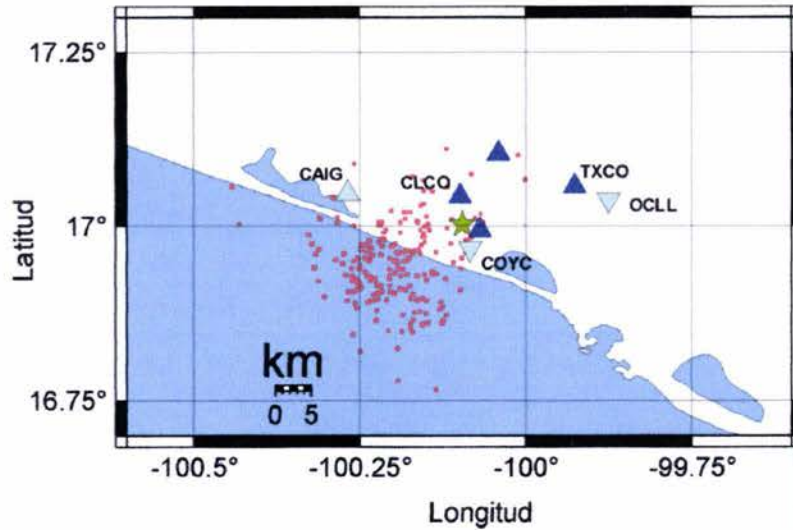 17.25°
17°
16.75°
Latitud
CAIG
CLCO
TXCO
OCLL
COYC
km
0 5
-100.5° -100.25° -100° -99.75°
Longitud